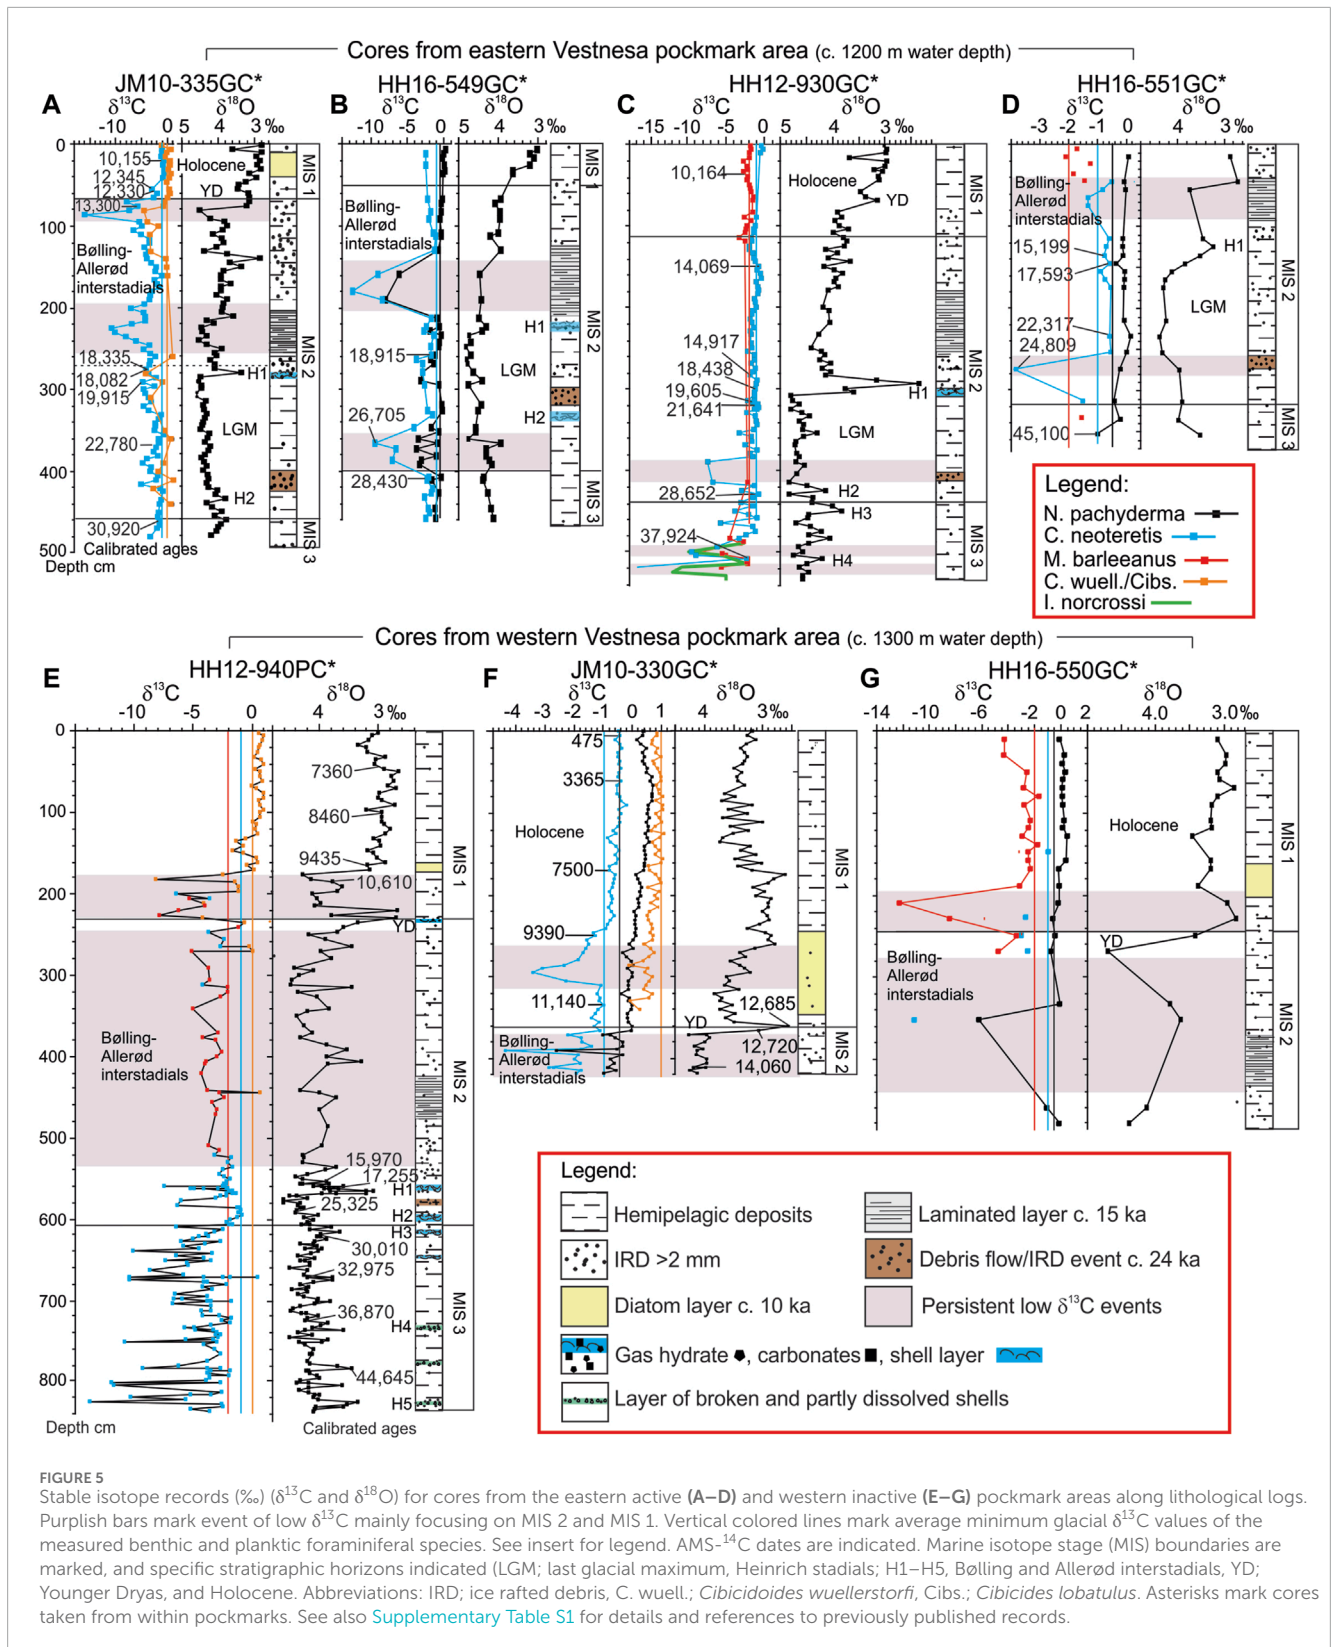 Cores from eastern Vestnesa pockmark area (c. 1200 m water depth)
A
JM10-335GC*
δ13C δ18O
-10 -5 0 5 4 3 ‰
0
100
200
300
400
500
Depth cm
10,155
12,345
12,330
13,300
Bølling-
Allerød
interstadials
18,335
18,082
19,915
22,780
30,920
Calibrated ages
Holocene
YD
H1
LGM
H2
MIS 1
MIS 2
MIS 3
B
HH16-549GC*
δ13C δ18O
-10 -5 0 5 4 3 ‰
Bølling-
Allerød
interstadials
18,915
26,705
28,430
LGM
H1
H2
MIS 1
MIS 2
MIS 3
C
HH12-930GC*
δ13C δ18O
-15 -10 -5 0 5 4 3 ‰
10,164
14,069
14,917
18,438
19,605
21,641
28,652
37,924
Holocene
YD
H1
LGM
H2
H3
H4
MIS 1
MIS 2
MIS 3
D
HH16-551GC*
δ13C δ18O
-3 -2 -1 0 4 3 ‰
Bølling-
Allerød
interstadials
15,199
17,593
22,317
24,809
45,100
H1
LGM
MIS 2
MIS 3
Legend:
N. pachyderma
C. neoteretis
M. barleeanus
C. wuell./Cibs.
I. norcrossi
Cores from western Vestnesa pockmark area (c. 1300 m water depth)
E
HH12-940PC*
δ13C δ18O
-10 -5 0 4 3 ‰
0
100
200
300
400
500
600
700
800
Depth cm
Bølling-
Allerød
interstadials
7360
8460
9435
10,610
YD
15,970
17,255
H1
25,325
H2
H3
30,010
32,975
36,870
H4
44,645
H5
Calibrated ages
MIS 1
MIS 2
MIS 3
F
JM10-330GC*
δ13C δ18O
-4 -3 -2 -1 0 1 4 3 ‰
475
3365
Holocene
7500
9390
11,140
Bølling-
Allerød
interstadials
12,685
YD
12,720
14,060
MIS 1
MIS 2
G
HH16-550GC*
δ13C δ18O
-14 -10 -6 -2 0 2 4.0 3.0 ‰
Holocene
YD
Bølling-
Allerød
interstadials
MIS 1
MIS 2
Legend:
Hemipelagic deposits
Laminated layer c. 15 ka
IRD >2 mm
Debris flow/IRD event c. 24 ka
Diatom layer c. 10 ka
Persistent low δ13C events
Gas hydrate , carbonates , shell layer
Layer of broken and partly dissolved shells
FIGURE 5
Stable isotope records (‰) (δ13C and δ18O) for cores from the eastern active (A–D) and western inactive (E–G) pockmark areas along lithological logs.
Purplish bars mark event of low δ13C mainly focusing on MIS 2 and MIS 1. Vertical colored lines mark average minimum glacial δ13C values of the
measured benthic and planktic foraminiferal species. See insert for legend. AMS-14C dates are indicated. Marine isotope stage (MIS) boundaries are
marked, and specific stratigraphic horizons indicated (LGM; last glacial maximum, Heinrich stadials; H1–H5, Bølling and Allerød interstadials, YD;
Younger Dryas, and Holocene. Abbreviations: IRD; ice rafted debris, C. wuell.; Cibicidoides wuellerstorfi, Cibs.; Cibicides lobatulus. Asterisks mark cores
taken from within pockmarks. See also Supplementary Table S1 for details and references to previously published records.